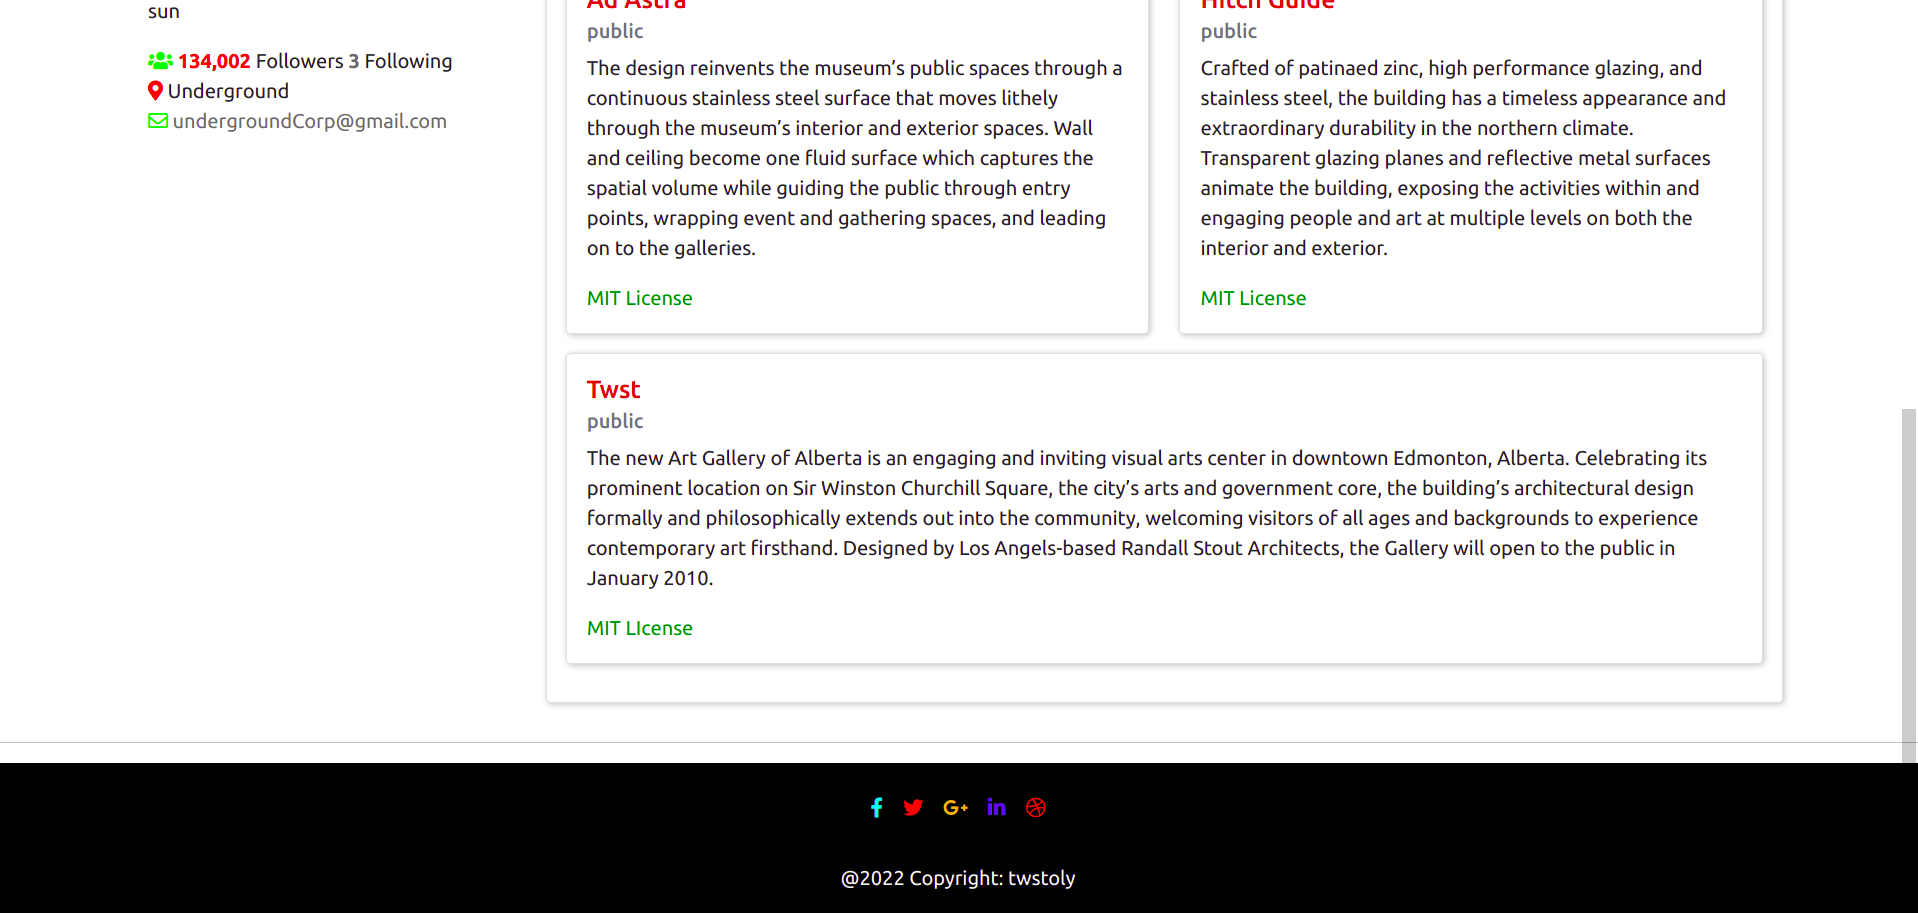 sun
134,002 Followers 3 Following
Underground
undergroundCorp@gmail.com
Ad Astra
public
The design reinvents the museum’s public spaces through a
continuous stainless steel surface that moves lithely
through the museum’s interior and exterior spaces. Wall
and ceiling become one fluid surface which captures the
spatial volume while guiding the public through entry
points, wrapping event and gathering spaces, and leading
on to the galleries.
MIT License
Hitch Guide
public
Crafted of patinaed zinc, high performance glazing, and
stainless steel, the building has a timeless appearance and
extraordinary durability in the northern climate.
Transparent glazing planes and reflective metal surfaces
animate the building, exposing the activities within and
engaging people and art at multiple levels on both the
interior and exterior.
MIT License
Twst
public
The new Art Gallery of Alberta is an engaging and inviting visual arts center in downtown Edmonton, Alberta. Celebrating its
prominent location on Sir Winston Churchill Square, the city’s arts and government core, the building’s architectural design
formally and philosophically extends out into the community, welcoming visitors of all ages and backgrounds to experience
contemporary art firsthand. Designed by Los Angels-based Randall Stout Architects, the Gallery will open to the public in
January 2010.
MIT LIcense
@2022 Copyright: twstoly